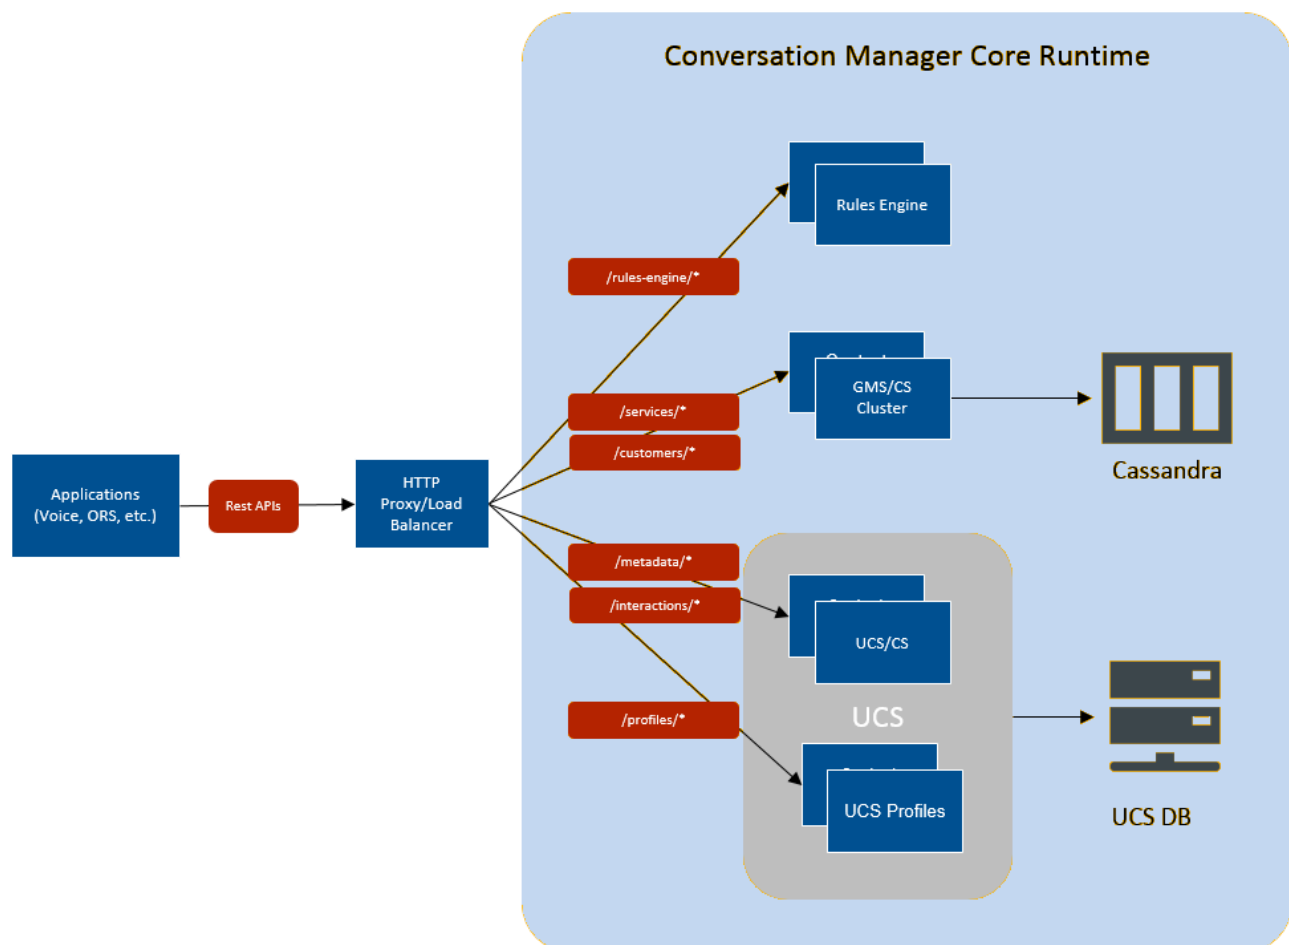 Conversation Manager Core Runtime
Rules Engine
/rules-engine/*
GMS/CS
Cluster
/services/*
/customers/*
Cassandra
Applications
(Voice, ORS, etc.)
Rest APIs
HTTP
Proxy/Load
Balancer
/metadata/*
/interactions/*
UCS/CS
UCS
/profiles/*
UCS Profiles
UCS DB